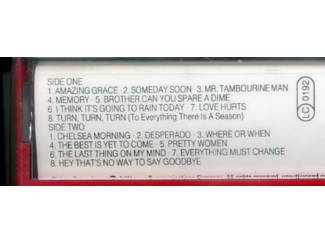 SIDE ONE
1. AMAZING GRACE · 2. SOMEDAY SOON · 3. MR. TAMBOURINE MAN
4. MEMORY · 5. BROTHER CAN YOU SPARE A DIME
6. I THINK IT'S GOING TO RAIN TODAY · 7. LOVE HURTS
8. TURN, TURN, TURN (To Everything There Is A Season)
SIDE TWO
1. CHELSEA MORNING · 2. DESPERADO · 3. WHERE OR WHEN
4. THE BEST IS YET TO COME · 5. PRETTY WOMEN
6. THE LAST THING ON MY MIND · 7. EVERYTHING MUST CHANGE
8. HEY THAT'S NO WAY TO SAY GOODBYE
LC 0192